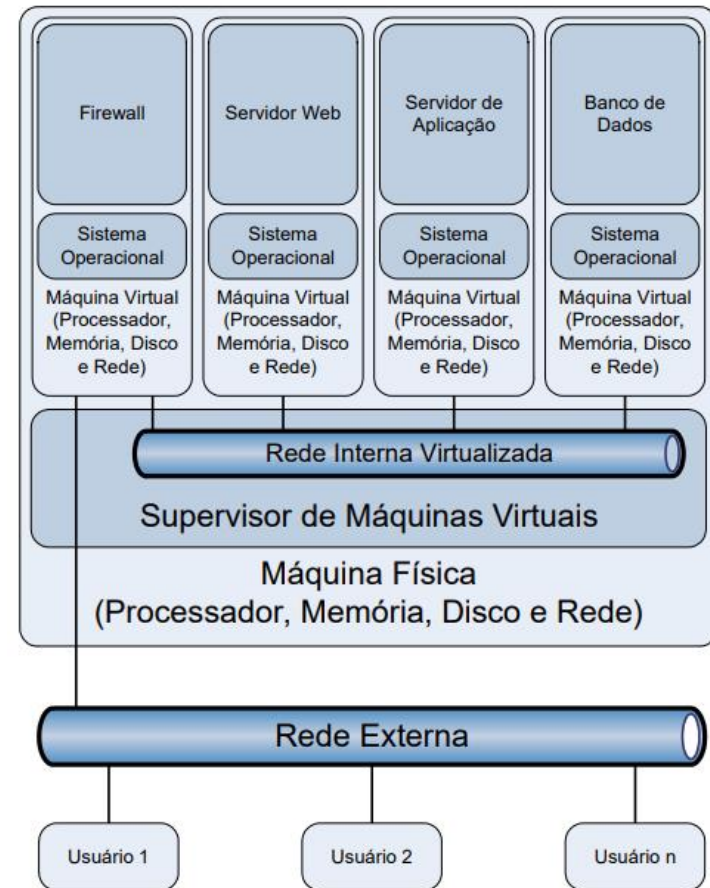 Firewall
Servidor Web
Servidor de
Aplicação
Banco de
Dados
Sistema
Operacional
Sistema
Operacional
Sistema
Operacional
Sistema
Operacional
Máquina Virtual
(Processador,
Memória, Disco
e Rede)
Máquina Virtual
(Processador,
Memória, Disco
e Rede)
Máquina Virtual
(Processador,
Memória, Disco
e Rede)
Máquina Virtual
(Processador,
Memória, Disco
e Rede)
Rede Interna Virtualizada
Supervisor de Máquinas Virtuais
Máquina Física
(Processador, Memória, Disco e Rede)
Rede Externa
Usuário 1
Usuário 2
Usuário n